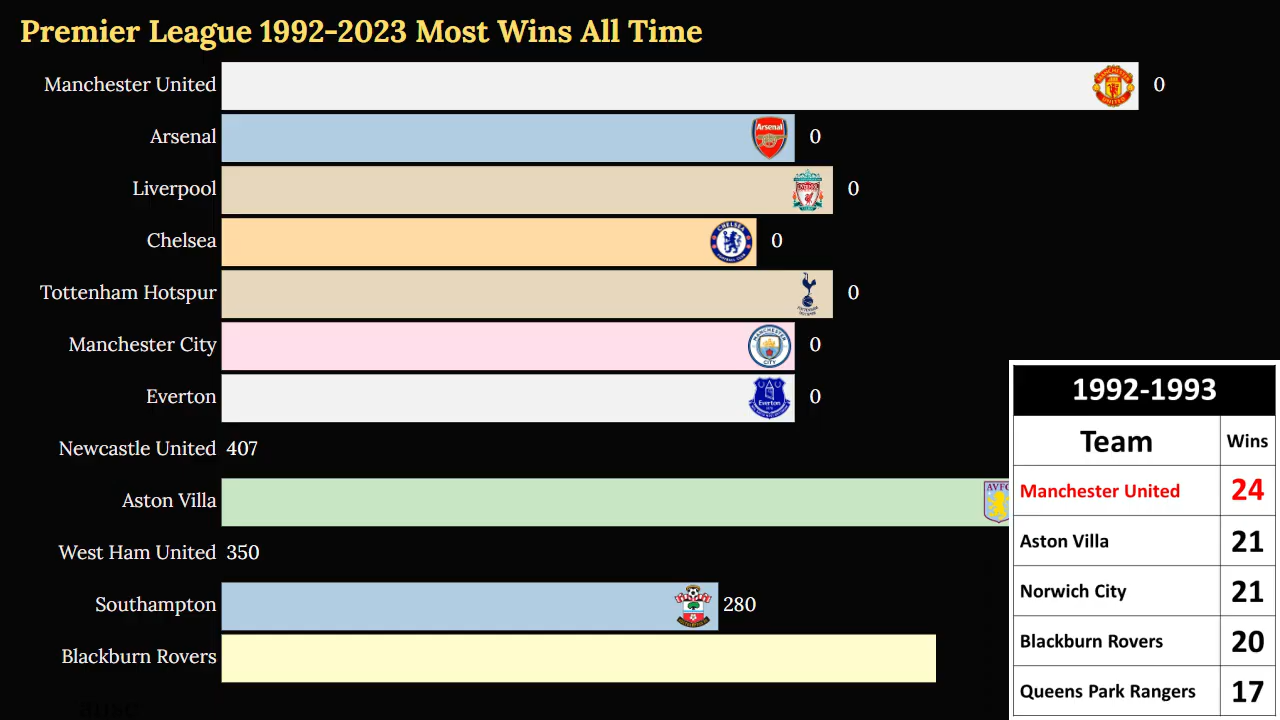 Premier League 1992-2023 Most Wins All Time
Manchester United 0
Arsenal Arsenal 0
Liverpool 0
Chelsea 0
Tottenham Hotspur 0
Manchester City 0
Everton Everton 0
Newcastle United 407
Aston Villa AVFC
West Ham United 350
Southampton 280
Blackburn Rovers
1992-1993
Team Wins
Manchester United 24
Aston Villa 21
Norwich City 21
Blackburn Rovers 20
Queens Park Rangers 17